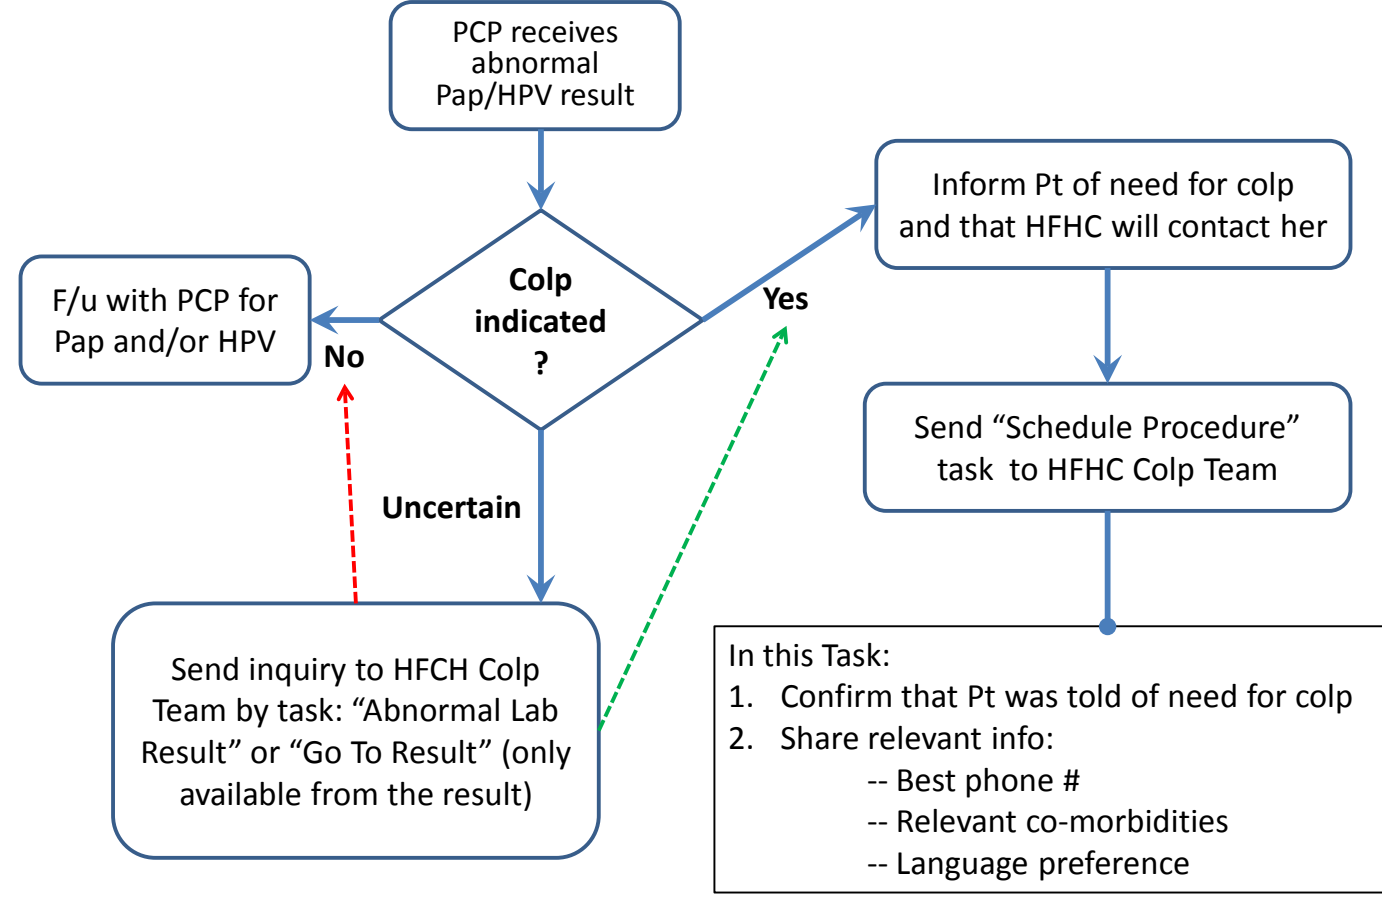 PCP receives
abnormal
Pap/HPV result
Inform Pt of need for colp
and that HFHC will contact her
Colp
indicated
?
Yes
F/u with PCP for
Pap and/or HPV
No
Send “Schedule Procedure”
task to HFHC Colp Team
Uncertain
Send inquiry to HFCH Colp
Team by task: “Abnormal Lab
Result” or “Go To Result” (only
available from the result)
In this Task:
1. Confirm that Pt was told of need for colp
2. Share relevant info:
-- Best phone #
-- Relevant co-morbidities
-- Language preference